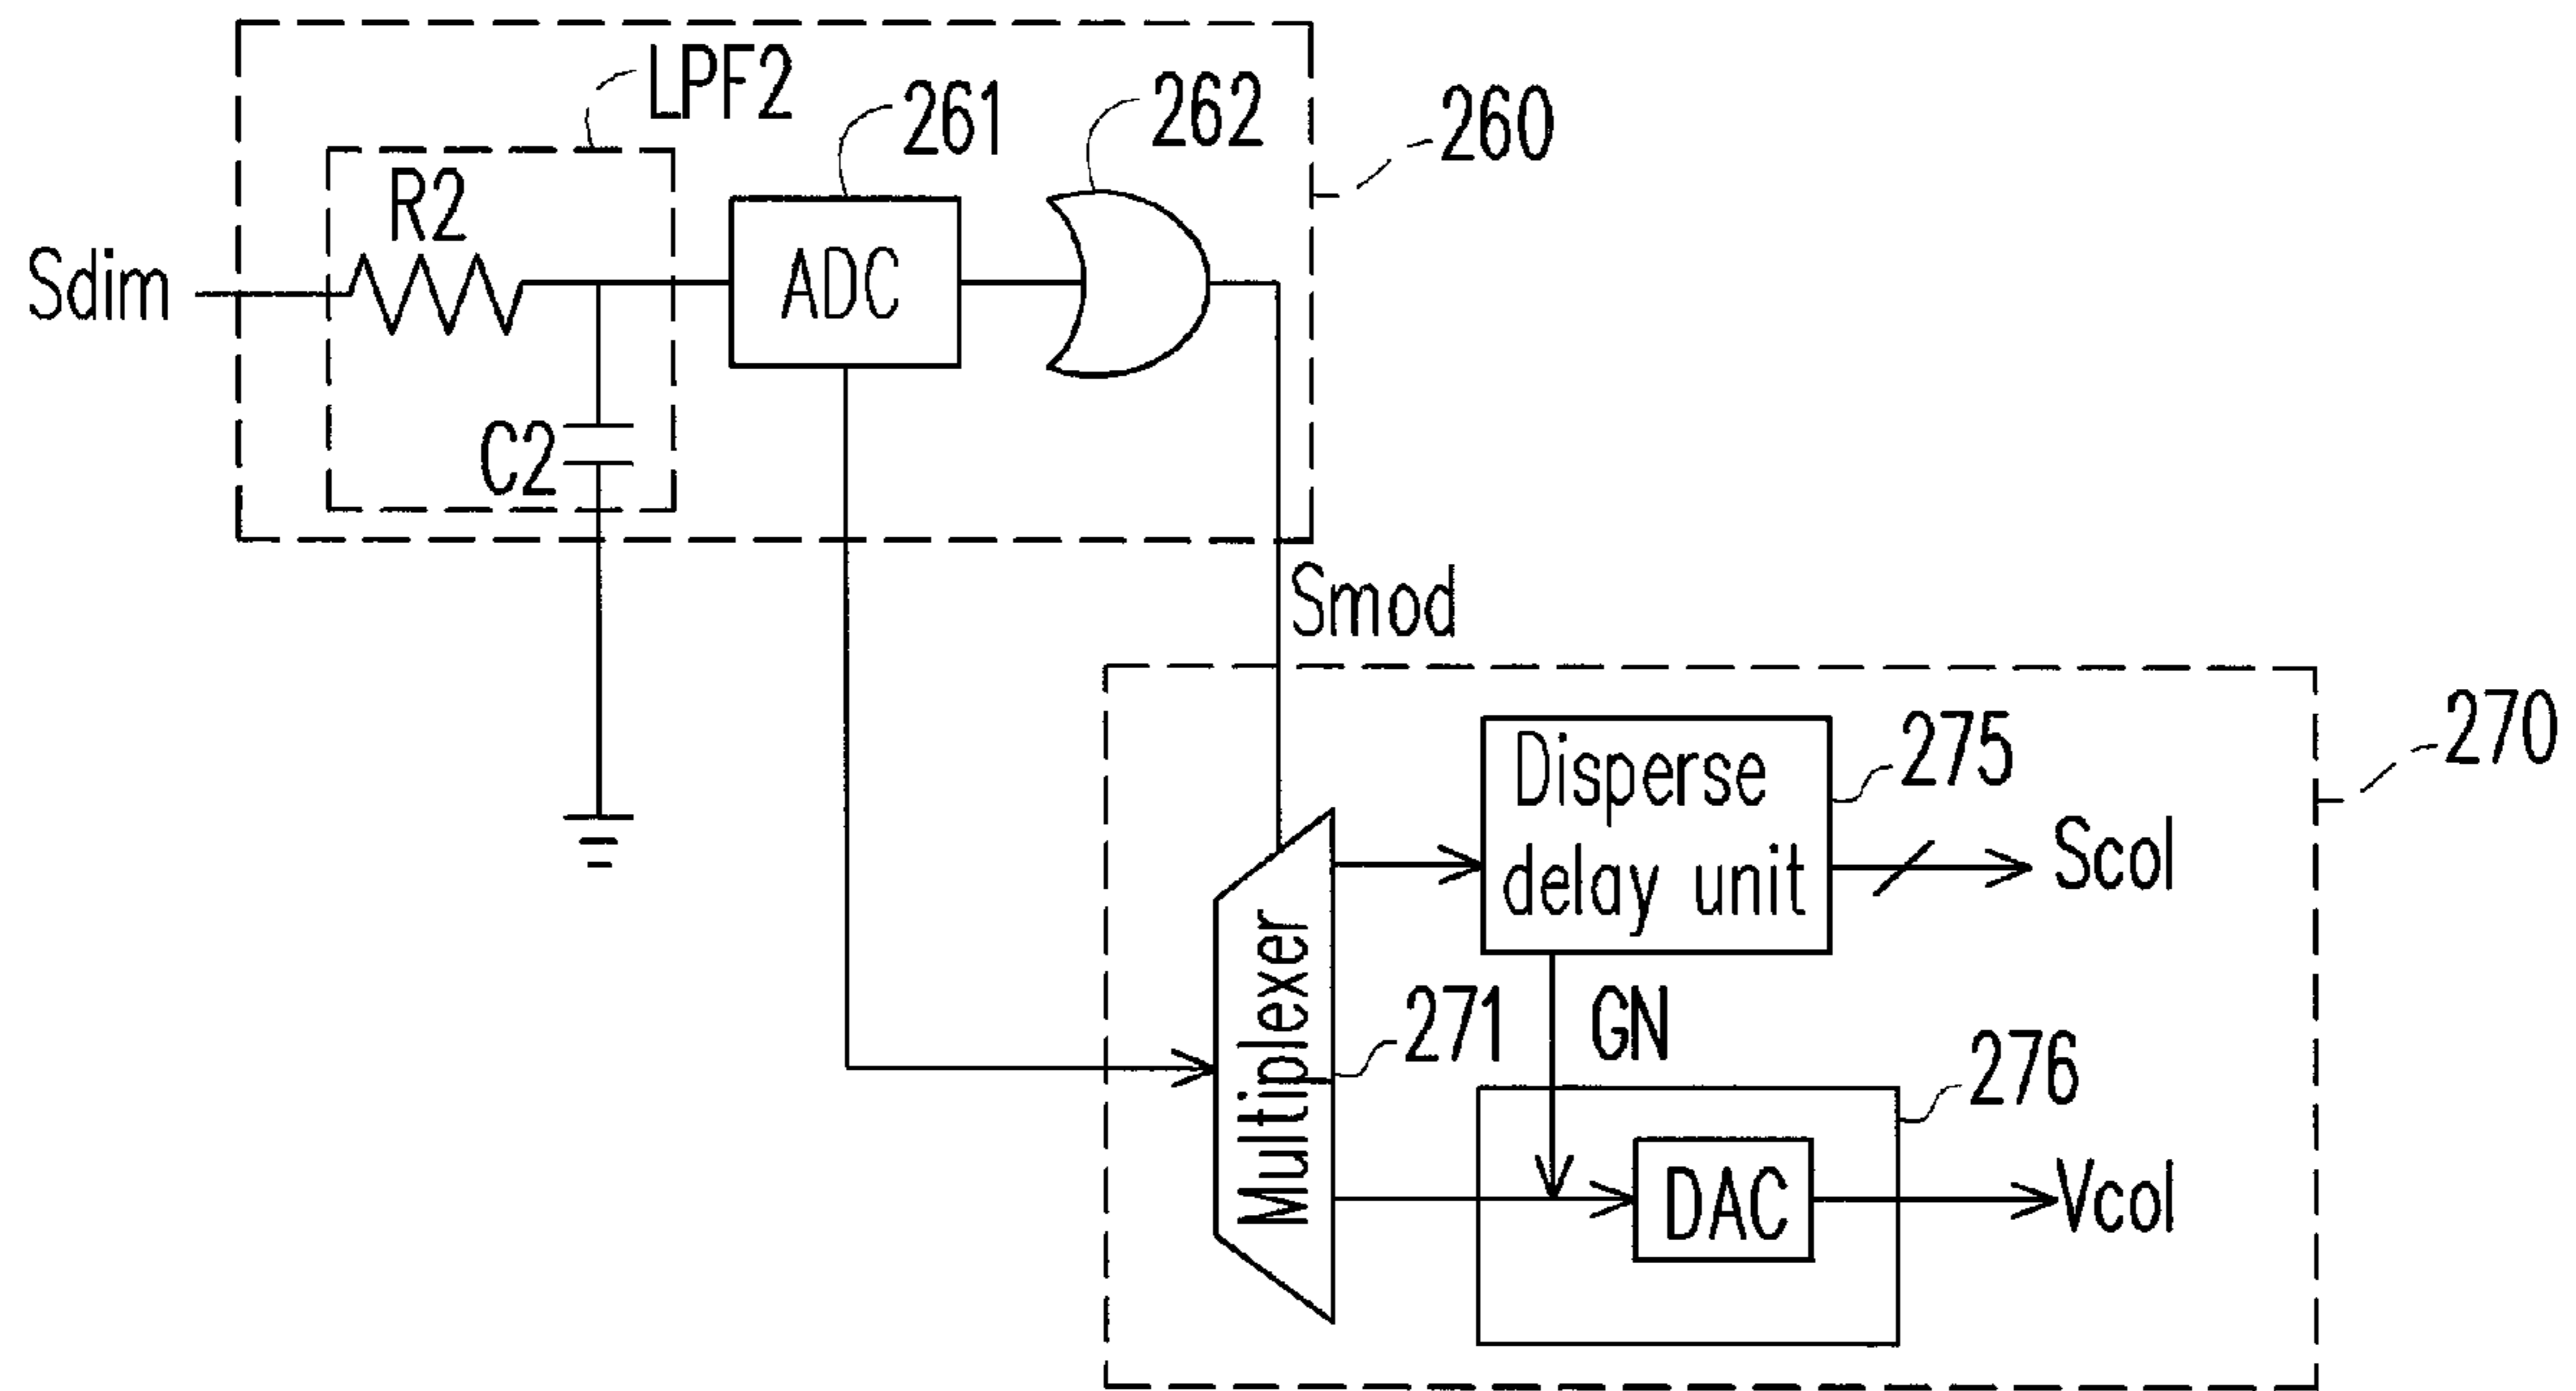 LPF2
261
262
260
R2
Sdim
ADC
C2
Smod
270
Disperse
delay unit
275
Scol
Multiplexer
271
GN
276
DAC
Vcol